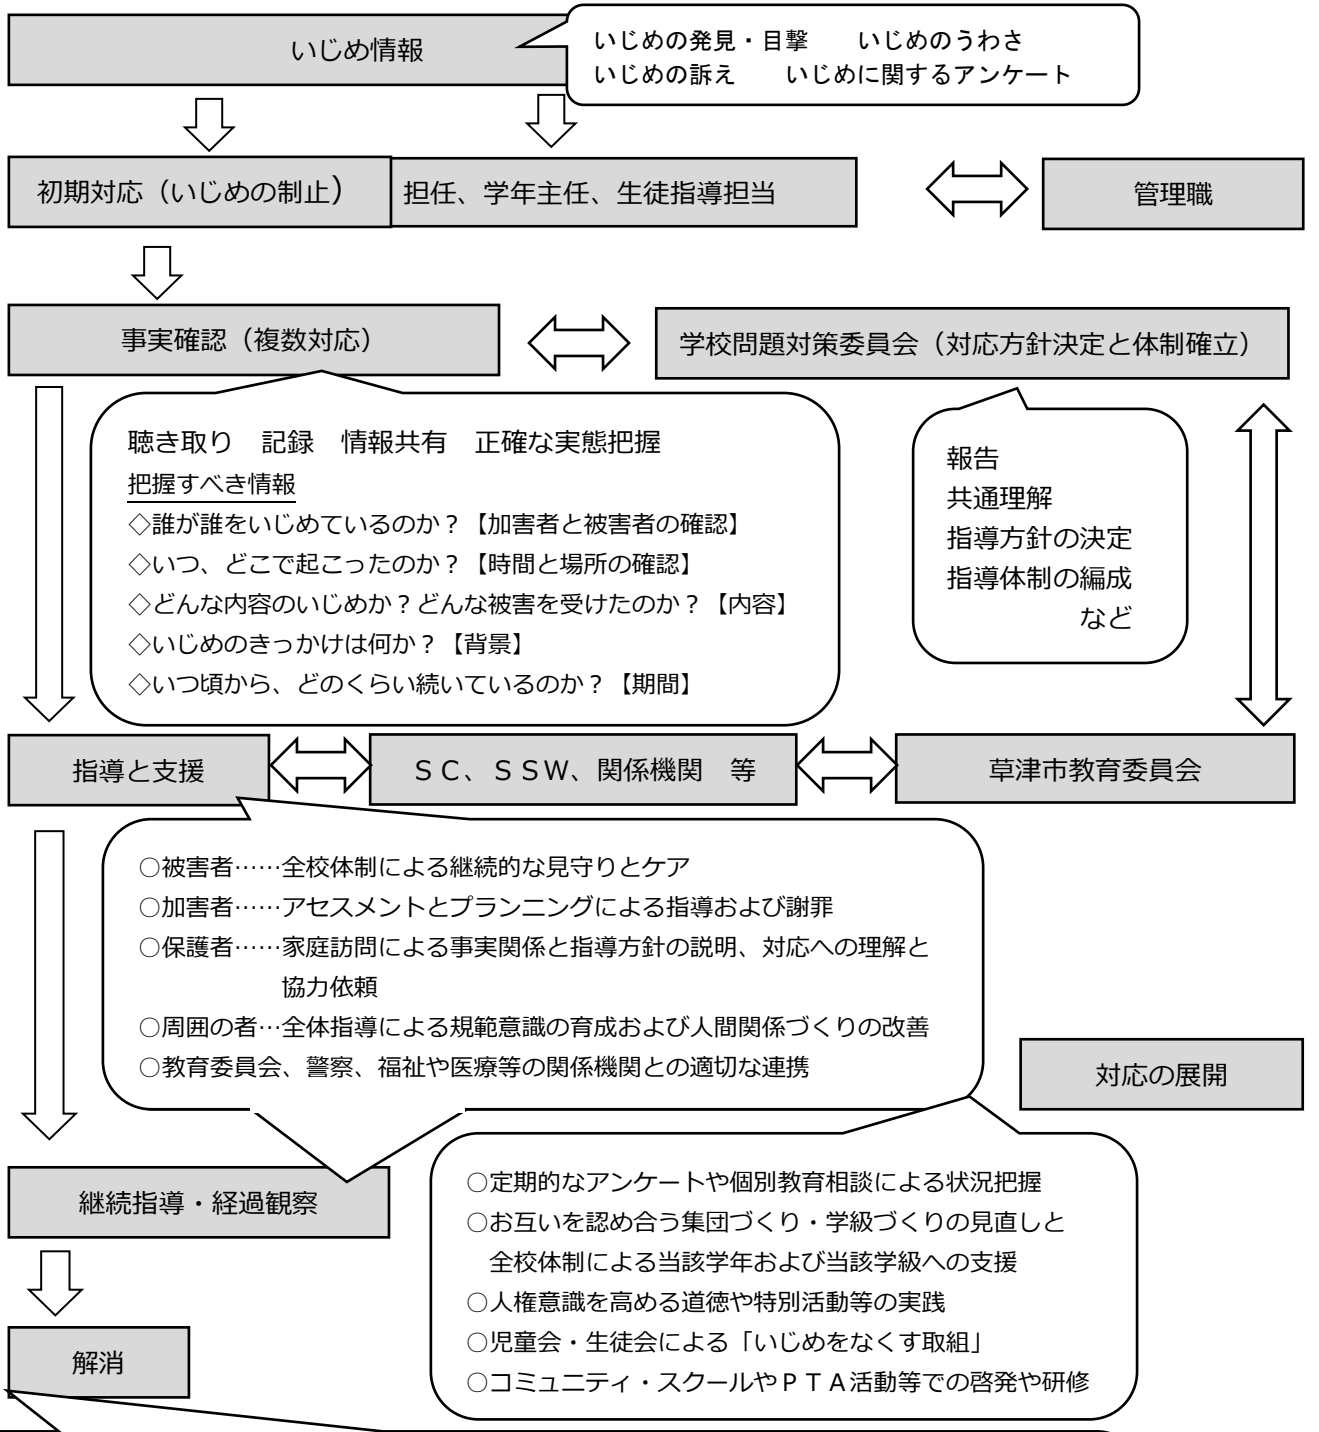 いじめ情報
いじめの発見・目撃　　いじめのうわさ
いじめの訴え　　いじめに関するアンケート
初期対応（いじめの制止）
担任、学年主任、生徒指導担当
管理職
事実確認（複数対応）
学校問題対策委員会（対応方針決定と体制確立）
聴き取り　記録　情報共有　正確な実態把握
把握すべき情報
◇誰が誰をいじめているのか？【加害者と被害者の確認】
◇いつ、どこで起こったのか？【時間と場所の確認】
◇どんな内容のいじめか？どんな被害を受けたのか？【内容】
◇いじめのきっかけは何か？【背景】
◇いつ頃から、どのくらい続いているのか？【期間】
報告
共通理解
指導方針の決定
指導体制の編成
など
指導と支援
ＳＣ、ＳＳＷ、関係機関　等
草津市教育委員会
○被害者……全校体制による継続的な見守りとケア
○加害者……アセスメントとプランニングによる指導および謝罪
○保護者……家庭訪問による事実関係と指導方針の説明、対応への理解と
協力依頼
○周囲の者…全体指導による規範意識の育成および人間関係づくりの改善
○教育委員会、警察、福祉や医療等の関係機関との適切な連携
対応の展開
継続指導・経過観察
○定期的なアンケートや個別教育相談による状況把握
○お互いを認め合う集団づくり・学級づくりの見直しと
全校体制による当該学年および当該学級への支援
○人権意識を高める道徳や特別活動等の実践
○児童会・生徒会による「いじめをなくす取組」
○コミュニティ・スクールやＰＴＡ活動等での啓発や研修
解消